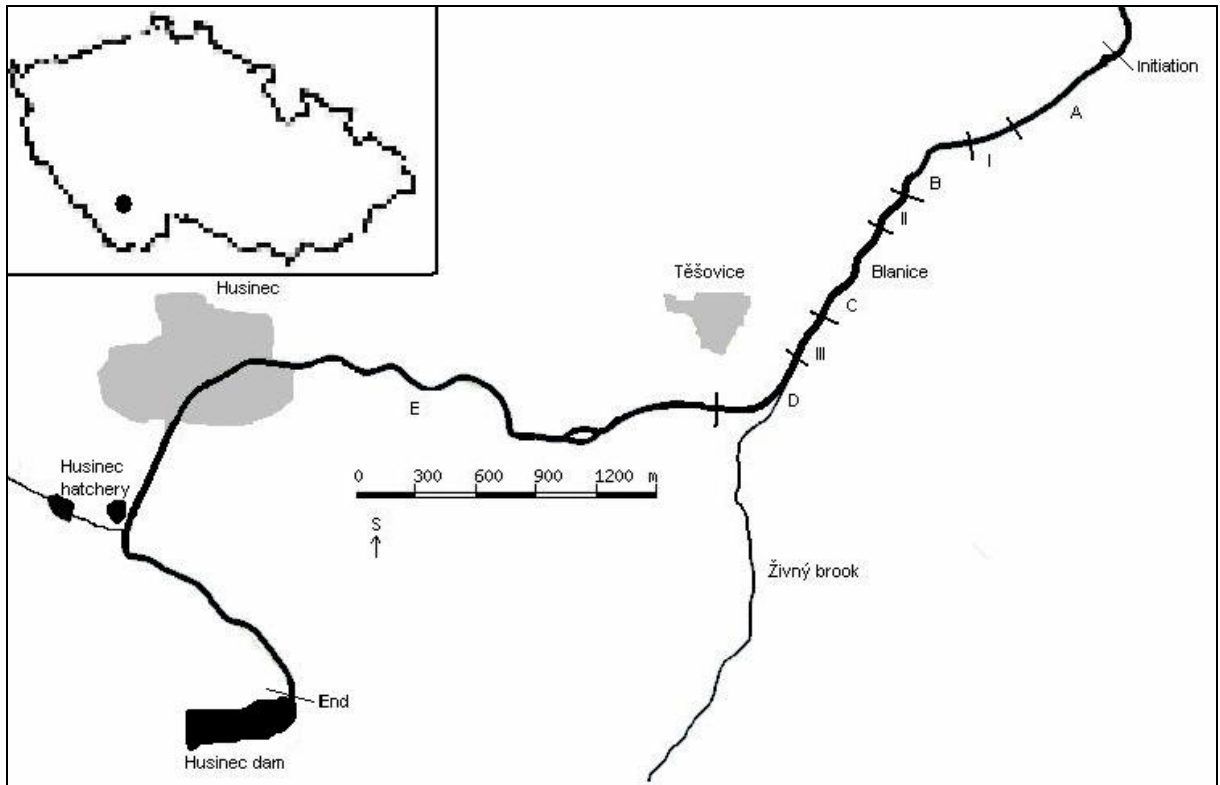 Initiation
A
I
B
II
Blanice
Těšovice
Husinec
C
III
D
E
Husinec
hatchery
0 300 600 900 1200 m
S
Živný brook
End
Husinec dam